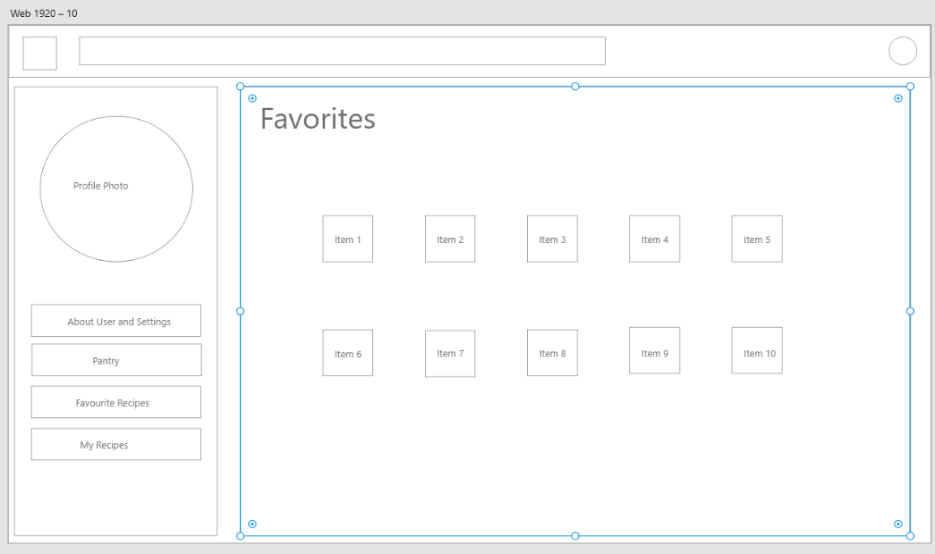 Web 1920 – 10
Favorites
Profile Photo
Item 1
Item 2
Item 3
Item 4
Item 5
About User and Settings
Pantry
Favourite Recipes
My Recipes
Item 6
Item 7
Item 8
Item 9
Item 10